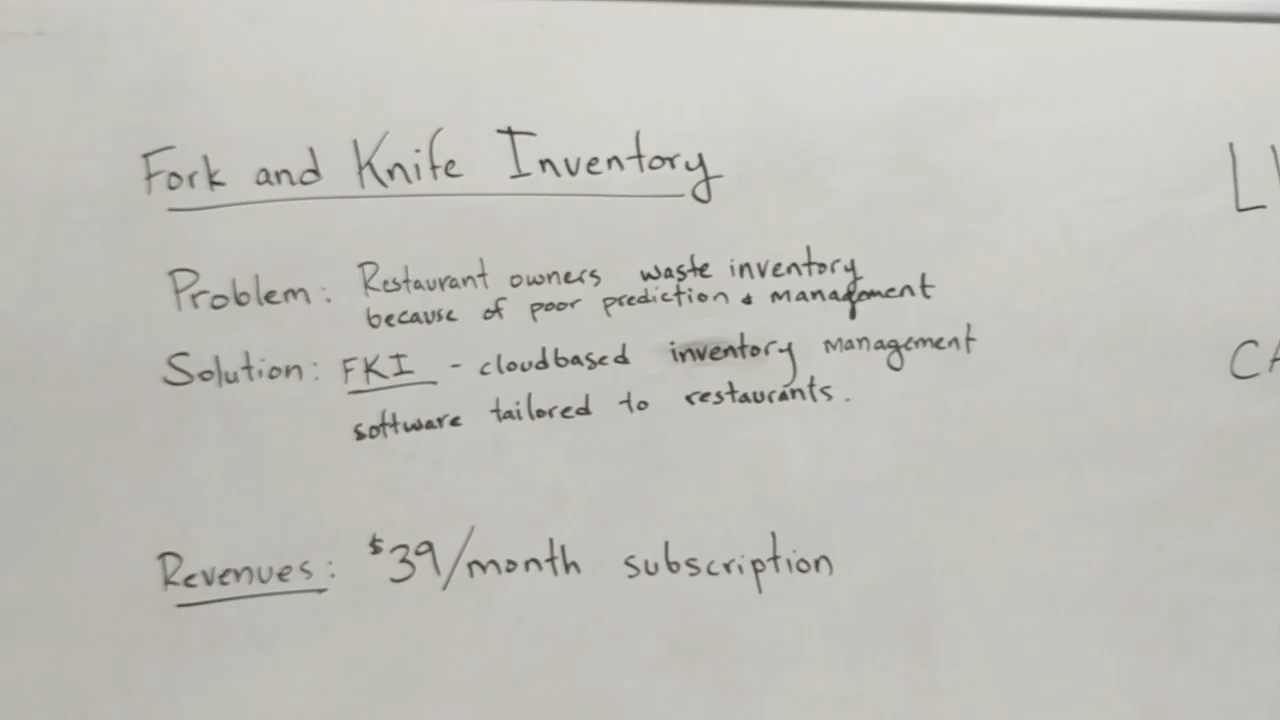 Fork and Knife Inventory
Problem: Restaurant owners waste inventory
because of poor prediction & management
Solution: FKI - cloudbased inventory management
software tailored to restaurants.
Revenues: $39/month subscription